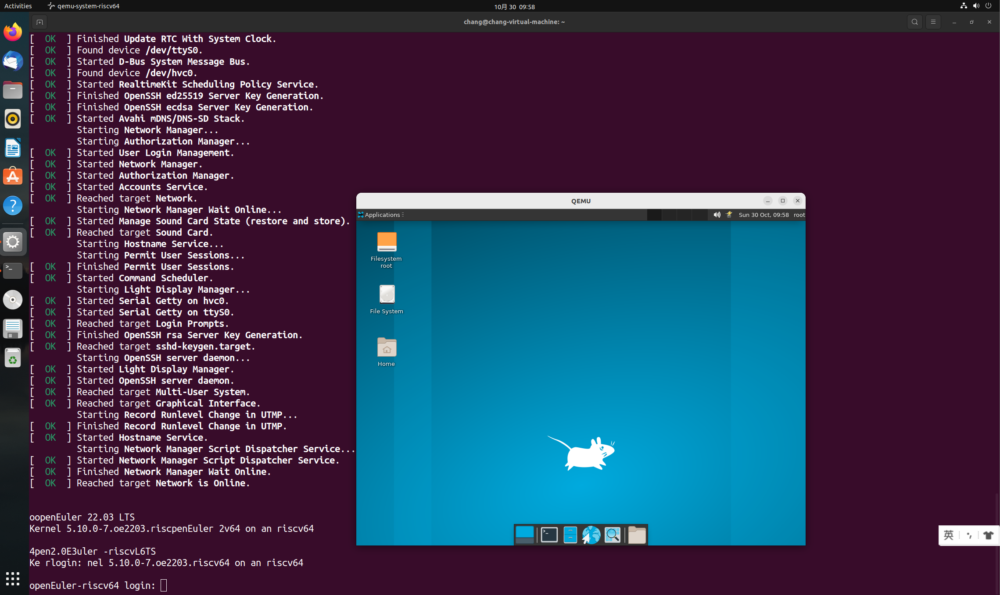 Activities
qemu-system-riscv64
10月 30 09:58
chang@chang-virtual-machine: ~
[  OK  ] Finished Update RTC With System Clock.
[  OK  ] Found device /dev/ttyS0.
[  OK  ] Started D-Bus System Message Bus.
[  OK  ] Found device /dev/hvc0.
[  OK  ] Started RealtimeKit Scheduling Policy Service.
[  OK  ] Finished OpenSSH ed25519 Server Key Generation.
[  OK  ] Finished OpenSSH ecdsa Server Key Generation.
[  OK  ] Started Avahi mDNS/DNS-SD Stack.
Starting Network Manager...
Starting Authorization Manager...
[  OK  ] Started User Login Management.
[  OK  ] Started Network Manager.
[  OK  ] Started Authorization Manager.
[  OK  ] Started Accounts Service.
[  OK  ] Reached target Network.
Starting Network Manager Wait Online...
[  OK  ] Started Manage Sound Card State (restore and store).
[  OK  ] Reached target Sound Card.
Starting Hostname Service...
Starting Permit User Sessions...
[  OK  ] Finished Permit User Sessions.
[  OK  ] Started Command Scheduler.
Starting Light Display Manager...
[  OK  ] Started Serial Getty on hvc0.
[  OK  ] Started Serial Getty on ttyS0.
[  OK  ] Reached target Login Prompts.
[  OK  ] Finished OpenSSH rsa Server Key Generation.
[  OK  ] Reached target sshd-keygen.target.
Starting OpenSSH server daemon...
[  OK  ] Started Light Display Manager.
[  OK  ] Started OpenSSH server daemon.
[  OK  ] Reached target Multi-User System.
[  OK  ] Reached target Graphical Interface.
Starting Record Runlevel Change in UTMP...
[  OK  ] Finished Record Runlevel Change in UTMP.
[  OK  ] Started Hostname Service.
Starting Network Manager Script Dispatcher Service...
[  OK  ] Started Network Manager Script Dispatcher Service.
[  OK  ] Finished Network Manager Wait Online.
[  OK  ] Reached target Network is Online.
oopenEuler 22.03 LTS
Kernel 5.10.0-7.oe2203.riscpenEuler 2v64 on an riscv64
4pen2.0E3uler -riscvL6TS
Ke rlogin: nel 5.10.0-7.oe2203.riscv64 on an riscv64
openEuler-riscv64 login:
QEMU
Applications
Sun 30 Oct, 09:58
root
Filesystem
root
File System
Home
英